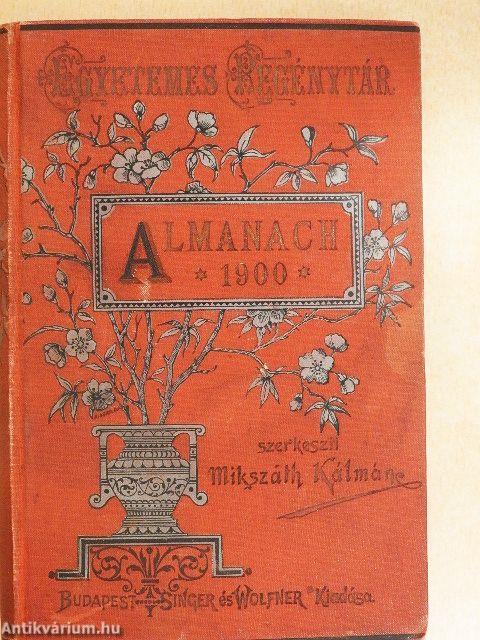 EGYETEMES REGÉNYTÁR
ALMANACH
* 1900 *
szerkeszti
Mikszáth Kálmán
BUDAPEST SINGER és WOLFNER Kiadása.
Antikvárium.hu